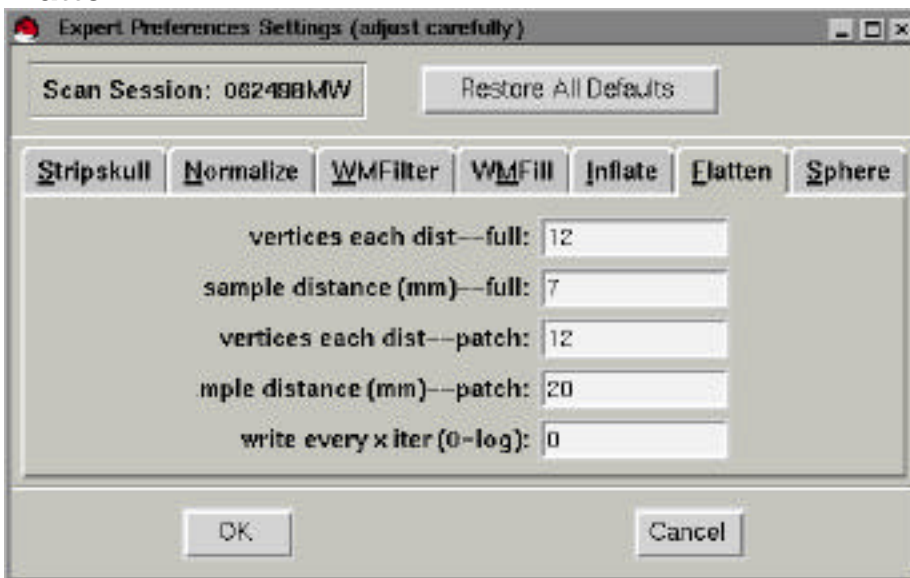 Expert Preferences Settings (adjust carefully)
Scan Session: 062498MW
Restore All Defaults
Stripskull Normalize WMFilter WMFill Inflate Flatten Sphere
vertices each dist--full: 12
sample distance (mm)--full: 7
vertices each dist--patch: 12
mple distance (mm)--patch: 20
write every x iter (0=log): 0
OK Cancel